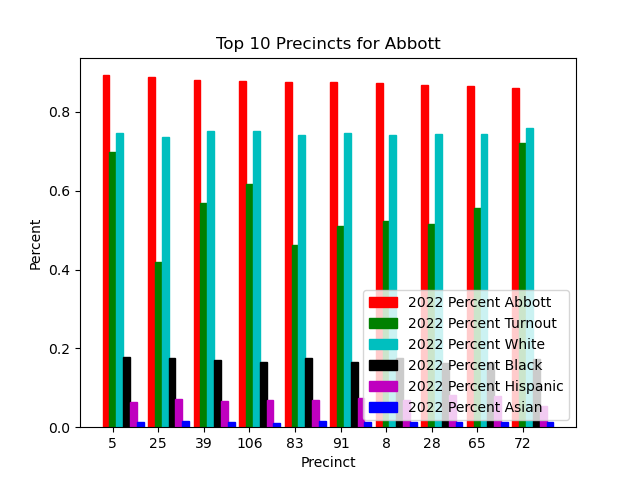 Top 10 Precincts for Abbott
Percent
0.8
0.6
0.4
0.2
0.0
2022 Percent Abbott
2022 Percent Turnout
2022 Percent White
2022 Percent Black
2022 Percent Hispanic
2022 Percent Asian
5 25 39 106 83 91 8 28 65 72
Precinct